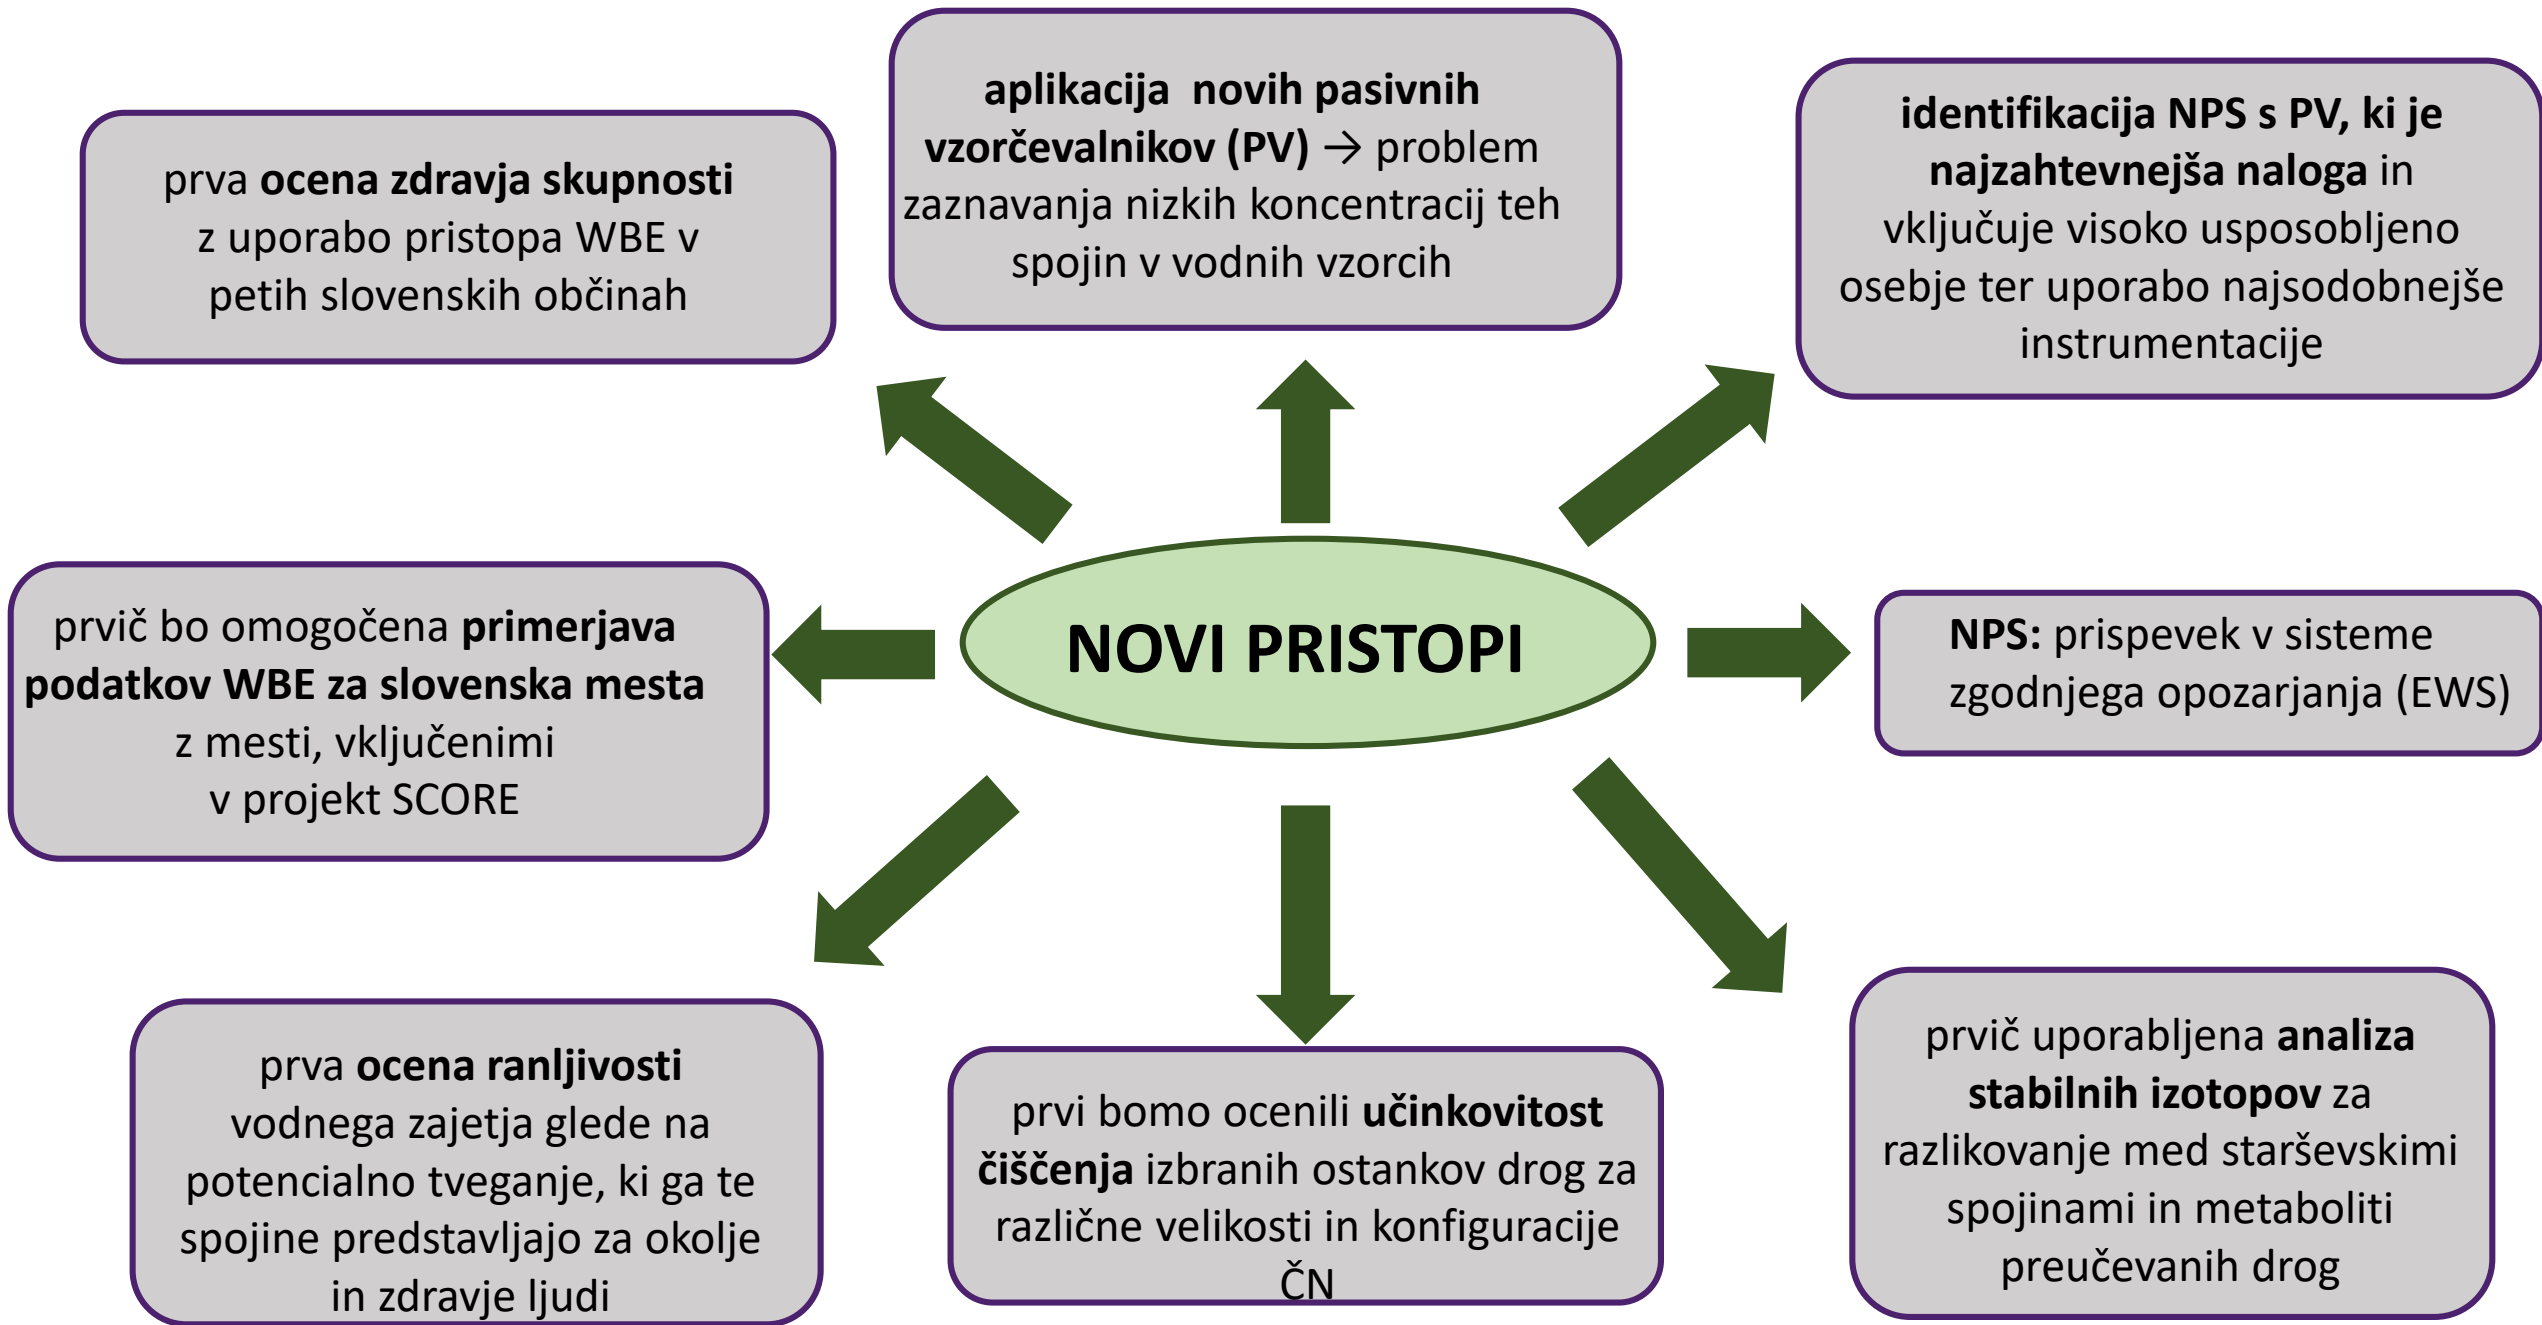 aplikacija novih pasivnih
vzorčevalnikov (PV) → problem
zaznavanja nizkih koncentracij teh
spojin v vodnih vzorcih
identifikacija NPS s PV, ki je
najzahtevnejša naloga in
vključuje visoko usposobljeno
osebje ter uporabo najsodobnejše
instrumentacije
prva ocena zdravja skupnosti
z uporabo pristopa WBE v
petih slovenskih občinah
NOVI PRISTOPI
prvič bo omogočena primerjava
podatkov WBE za slovenska mesta
z mesti, vključenimi
v projekt SCORE
NPS: prispevek v sisteme
zgodnjega opozarjanja (EWS)
prva ocena ranljivosti
vodnega zajetja glede na
potencialno tveganje, ki ga te
spojine predstavljajo za okolje
in zdravje ljudi
prvi bomo ocenili učinkovitost
čiščenja izbranih ostankov drog za
različne velikosti in konfiguracije
ČN
prvič uporabljena analiza
stabilnih izotopov za
razlikovanje med starševskimi
spojinami in metaboliti
preučevanih drog